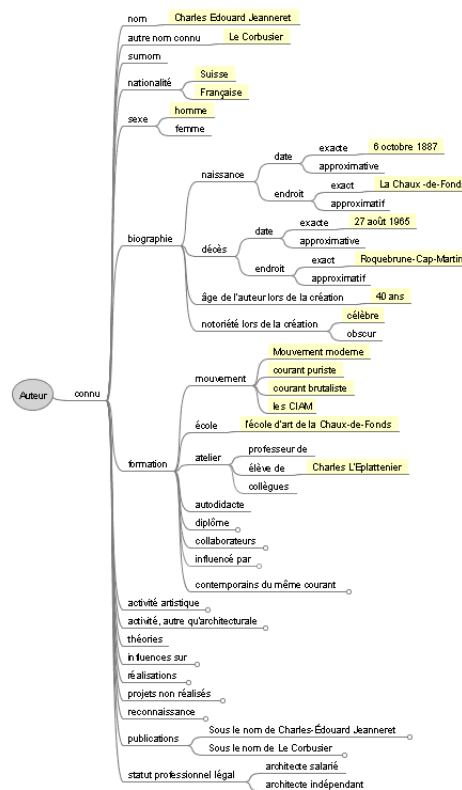 nom Charles Edouard Jeanneret
autre nom connu Le Corbusier
surnom
nationalité Suisse
Française
sexe homme
femme
biographie
naissance
date
exacte 6 octobre 1887
approximative
endroit
exact La Chaux -de-Fonds
approximatif
décès
date
exacte 27 août 1965
approximative
endroit
exact Roquebrune-Cap-Martin
approximatif
âge de l'auteur lors de la création 40 ans
notoriété lors de la création célèbre
obscur
Auteur
connu
formation
mouvement
Mouvement moderne
courant puriste
courant brutaliste
les CIAM
école l'école d'art de la Chaux-de-Fonds
atelier
professeur de
élève de Charles L'Eplattenier
collègues
autodidacte
diplôme
collaborateurs
influencé par
contemporains du même courant
activité artistique
activité, autre qu'architecturale
théories
influences sur
réalisations
projets non réalisés
reconnaissance
publications
Sous le nom de Charles-Édouard Jeanneret
Sous le nom de Le Corbusier
statut professionnel légal
architecte salarié
architecte indépendant